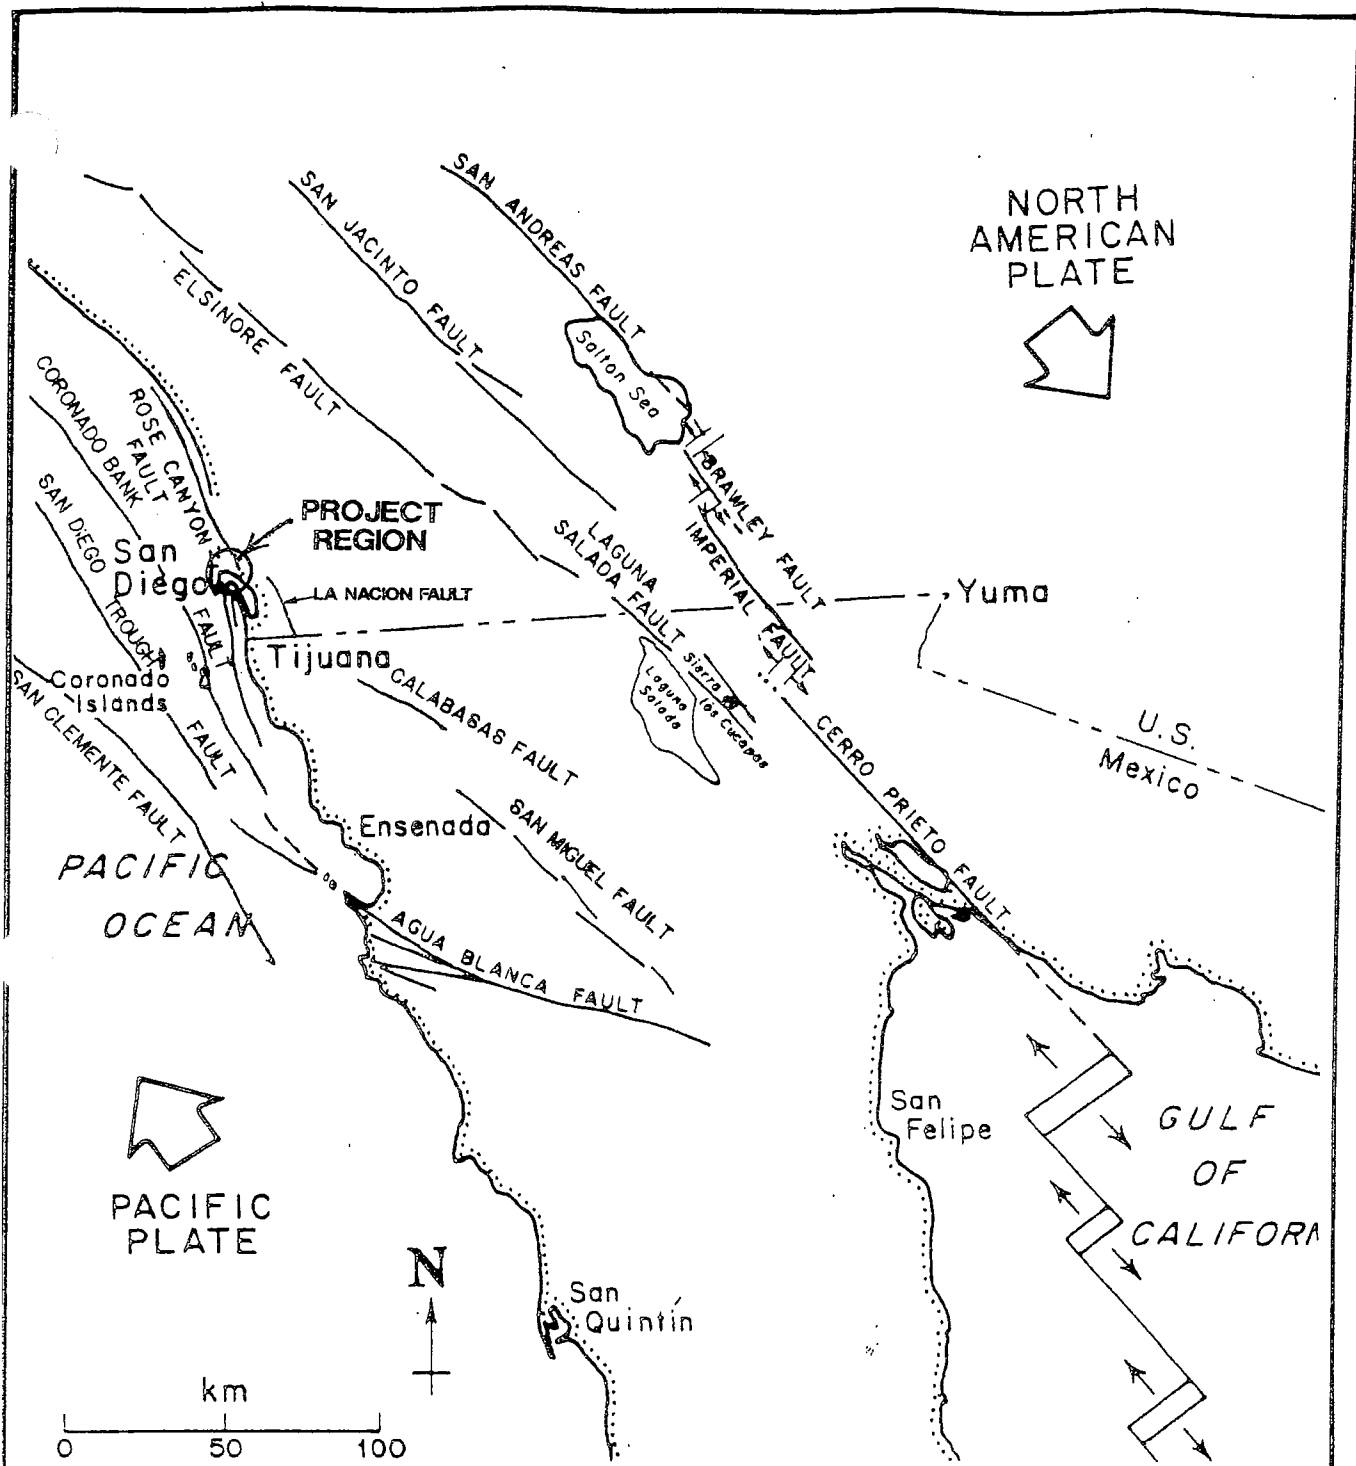 NORTH
AMERICAN
PLATE
SAN ANDREAS FAULT
SAN JACINTO FAULT
ELSINORE FAULT
Salton Sea
CORONADO BANK
FAULT
ROSE CANYON
FAULT
SAN DIEGO
TROUGH
FAULT
SAN CLEMENTE FAULT
PROJECT
REGION
San
Diego
LA NACION FAULT
Tijuana
Coronado
Islands
BRAWLEY FAULT
IMPERIAL FAULT
LAGUNA
SALADA FAULT
Laguna
Salada
Sierra
los Cucapas
Yuma
U.S.
Mexico
CALABASAS FAULT
SAN MIGUEL FAULT
CERRO PRIETO FAULT
Ensenada
AGUA BLANCA FAULT
PACIFIC
OCEAN
PACIFIC
PLATE
San
Felipe
GULF
OF
CALIFORN
San
Quintín
N
km
0 50 100